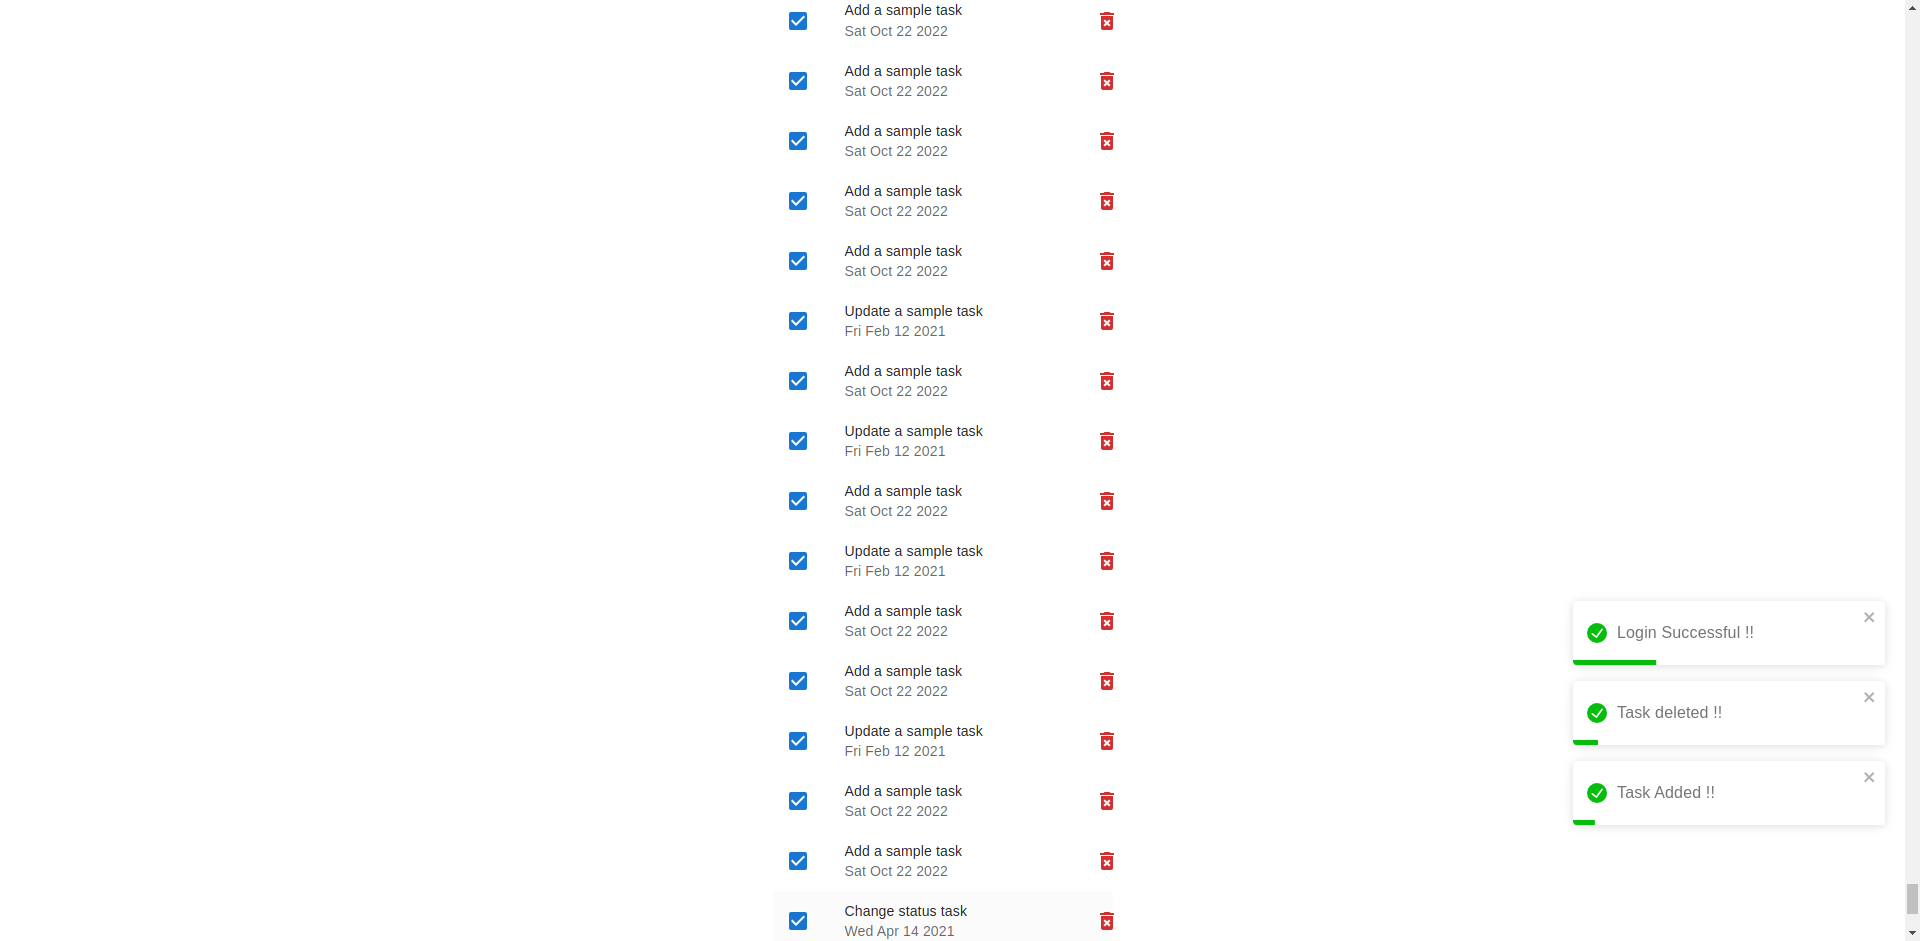 Add a sample task
Sat Oct 22 2022
Add a sample task
Sat Oct 22 2022
Add a sample task
Sat Oct 22 2022
Add a sample task
Sat Oct 22 2022
Add a sample task
Sat Oct 22 2022
Update a sample task
Fri Feb 12 2021
Add a sample task
Sat Oct 22 2022
Update a sample task
Fri Feb 12 2021
Add a sample task
Sat Oct 22 2022
Update a sample task
Fri Feb 12 2021
Add a sample task
Sat Oct 22 2022
Add a sample task
Sat Oct 22 2022
Update a sample task
Fri Feb 12 2021
Add a sample task
Sat Oct 22 2022
Add a sample task
Sat Oct 22 2022
Change status task
Wed Apr 14 2021
Login Successful !!
Task deleted !!
Task Added !!